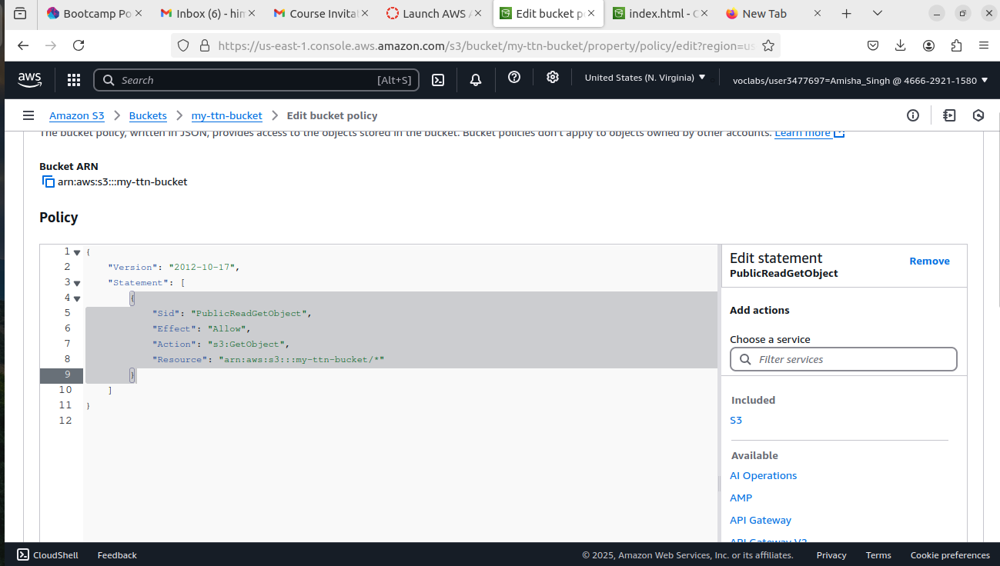 Bootcamp Po
Inbox (6) - him
Course Invitat
Launch AWS A
Edit bucket po
index.html - C
New Tab
https://us-east-1.console.aws.amazon.com/s3/bucket/my-ttn-bucket/property/policy/edit?region=us
aws
Search [Alt+S]
United States (N. Virginia)
voclabs/user3477697=Amisha_Singh @ 4666-2921-1580
Amazon S3 > Buckets > my-ttn-bucket > Edit bucket policy
The bucket policy, written in JSON, provides access to the objects stored in the bucket. Bucket policies don't apply to objects owned by other accounts. Learn more
Bucket ARN
arn:aws:s3:::my-ttn-bucket
Policy
1 {
2 "Version": "2012-10-17",
3 "Statement": [
4 {
5 "Sid": "PublicReadGetObject",
6 "Effect": "Allow",
7 "Action": "s3:GetObject",
8 "Resource": "arn:aws:s3:::my-ttn-bucket/*"
9 }
10 ]
11 }
12
Edit statement
Remove
PublicReadGetObject
Add actions
Choose a service
Filter services
Included
S3
Available
AI Operations
AMP
API Gateway
API Gateway V2
CloudShell
Feedback
© 2025, Amazon Web Services, Inc. or its affiliates.
Privacy
Terms
Cookie preferences